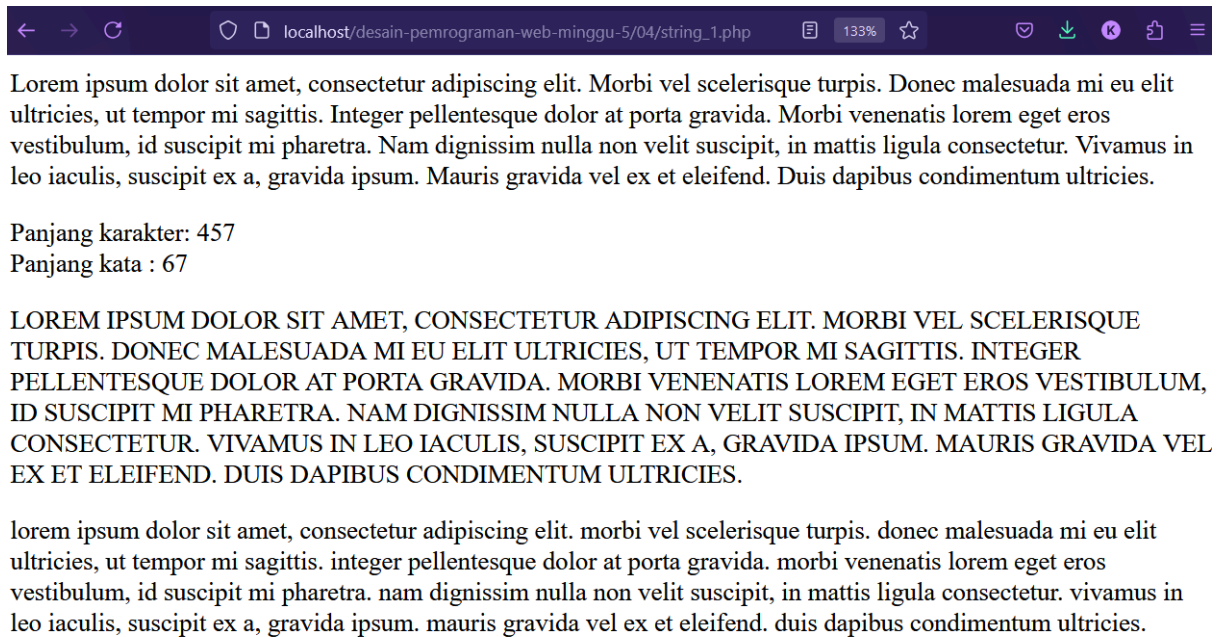 localhost/desain-pemrograman-web-minggu-5/04/string_1.php 133% K
Lorem ipsum dolor sit amet, consectetur adipiscing elit. Morbi vel scelerisque turpis. Donec malesuada mi eu elit
ultricies, ut tempor mi sagittis. Integer pellentesque dolor at porta gravida. Morbi venenatis lorem eget eros
vestibulum, id suscipit mi pharetra. Nam dignissim nulla non velit suscipit, in mattis ligula consectetur. Vivamus in
leo iaculis, suscipit ex a, gravida ipsum. Mauris gravida vel ex et eleifend. Duis dapibus condimentum ultricies.
Panjang karakter: 457
Panjang kata : 67
LOREM IPSUM DOLOR SIT AMET, CONSECTETUR ADIPISCING ELIT. MORBI VEL SCELERISQUE
TURPIS. DONEC MALESUADA MI EU ELIT ULTRICIES, UT TEMPOR MI SAGITTIS. INTEGER
PELLENTESQUE DOLOR AT PORTA GRAVIDA. MORBI VENENATIS LOREM EGET EROS VESTIBULUM,
ID SUSCIPIT MI PHARETRA. NAM DIGNISSIM NULLA NON VELIT SUSCIPIT, IN MATTIS LIGULA
CONSECTETUR. VIVAMUS IN LEO IACULIS, SUSCIPIT EX A, GRAVIDA IPSUM. MAURIS GRAVIDA VEL
EX ET ELEIFEND. DUIS DAPIBUS CONDIMENTUM ULTRICIES.
lorem ipsum dolor sit amet, consectetur adipiscing elit. morbi vel scelerisque turpis. donec malesuada mi eu elit
ultricies, ut tempor mi sagittis. integer pellentesque dolor at porta gravida. morbi venenatis lorem eget eros
vestibulum, id suscipit mi pharetra. nam dignissim nulla non velit suscipit, in mattis ligula consectetur. vivamus in
leo iaculis, suscipit ex a, gravida ipsum. mauris gravida vel ex et eleifend. duis dapibus condimentum ultricies.